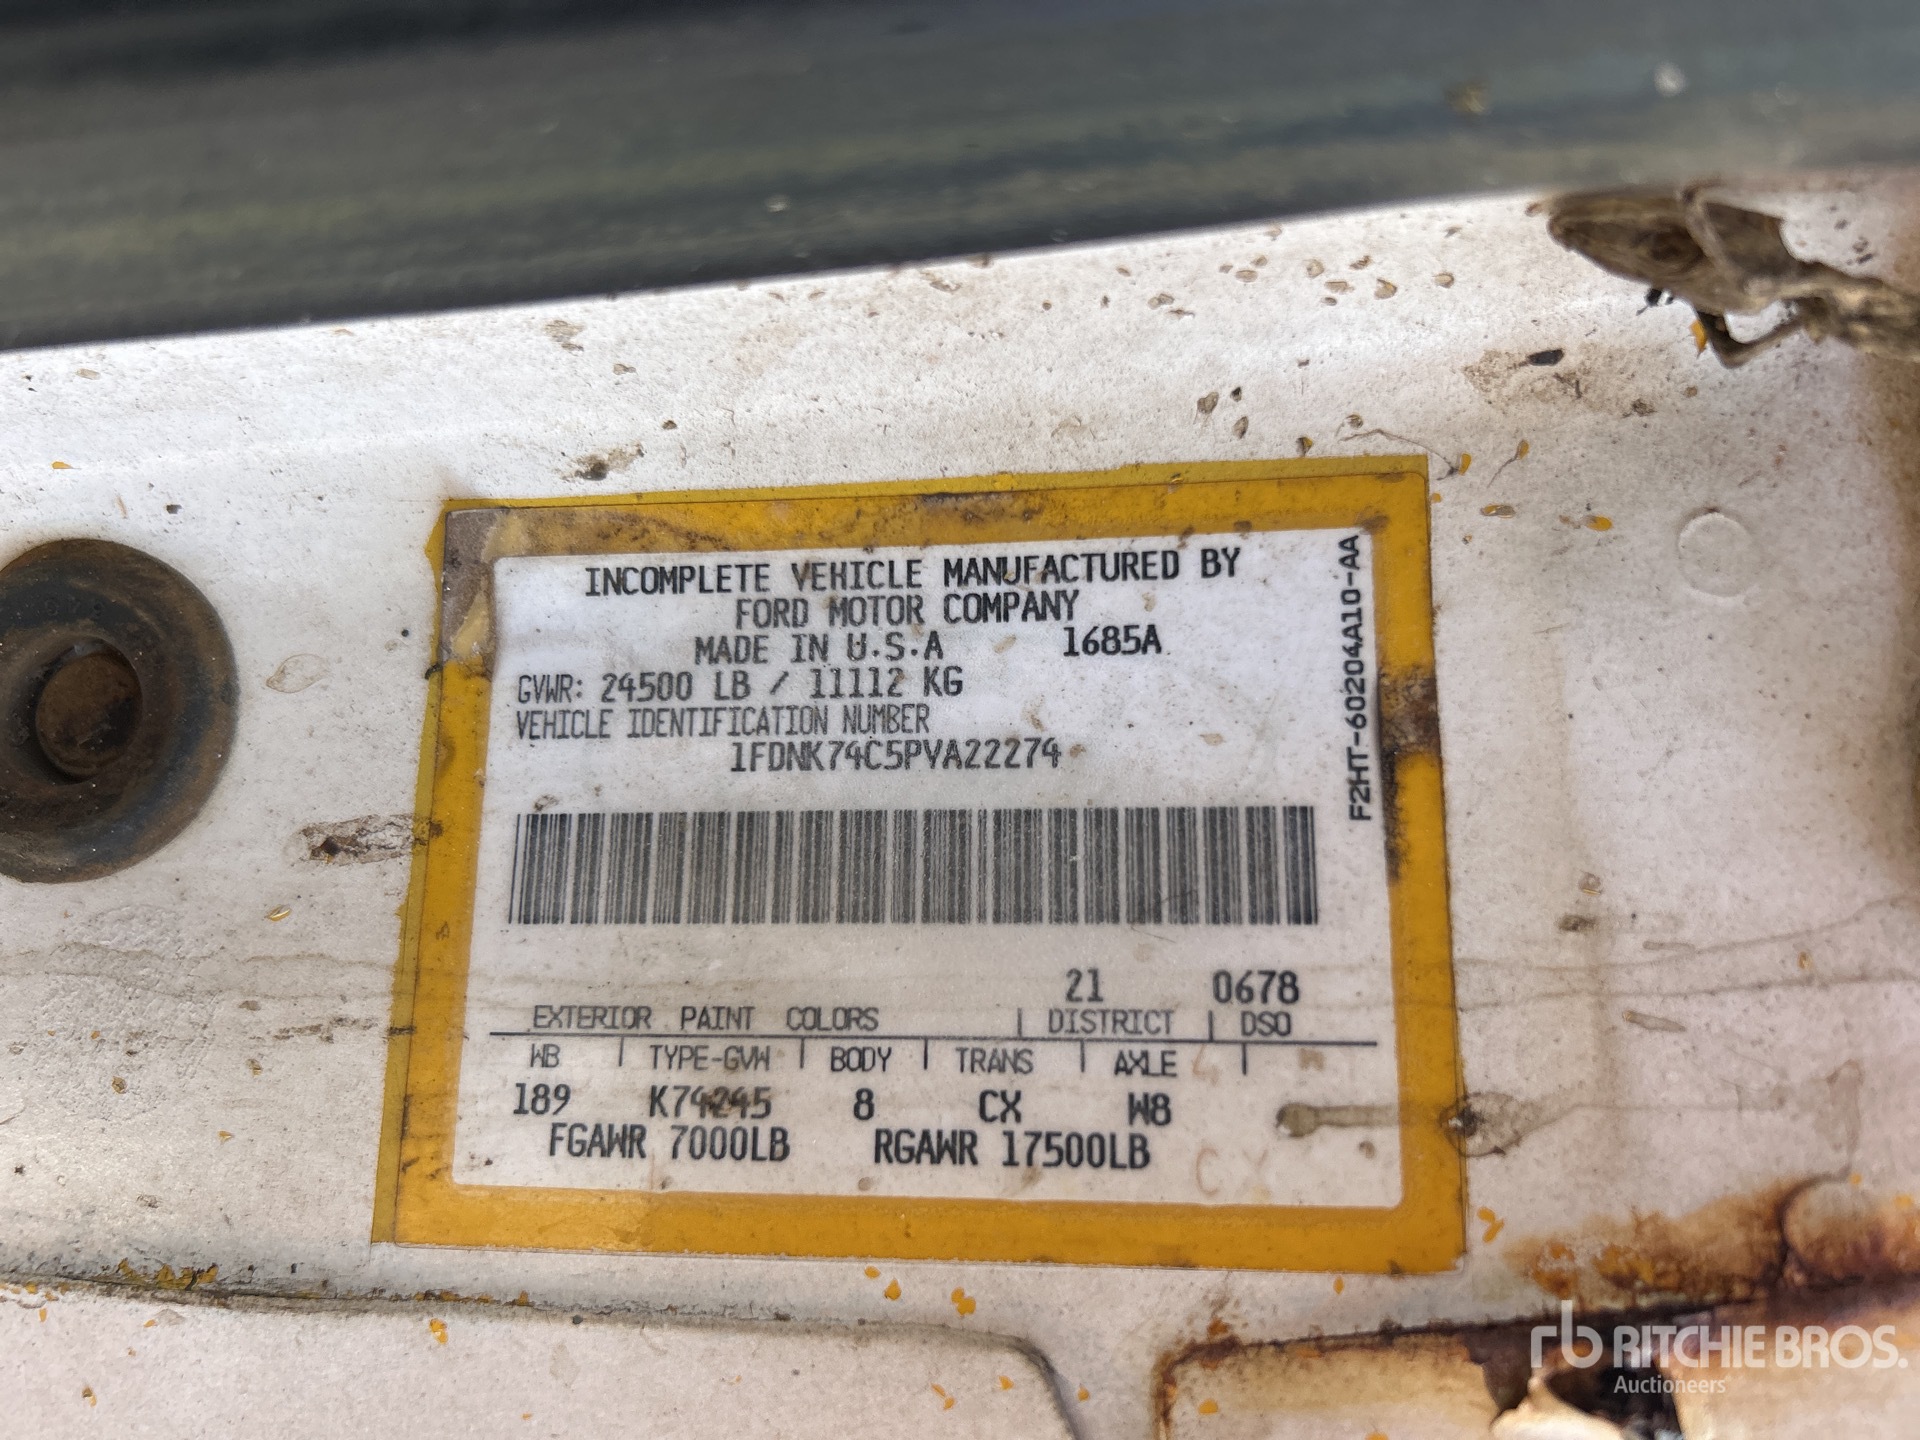 INCOMPLETE VEHICLE MANUFACTURED BY
FORD MOTOR COMPANY
MADE IN U.S.A 1685A
GVWR: 24500 LB / 11112 KG
VEHICLE IDENTIFICATION NUMBER
1FDNK74C5PVA22274
F2HT-60204A10-AA
21 0678
EXTERIOR PAINT COLORS | DISTRICT | DSO
WB | TYPE-GVW | BODY | TRANS | AXLE |
189 K74245 8 CX W8
FGAWR 7000LB RGAWR 17500LB
rb RITCHIE BROS.
Auctioneers